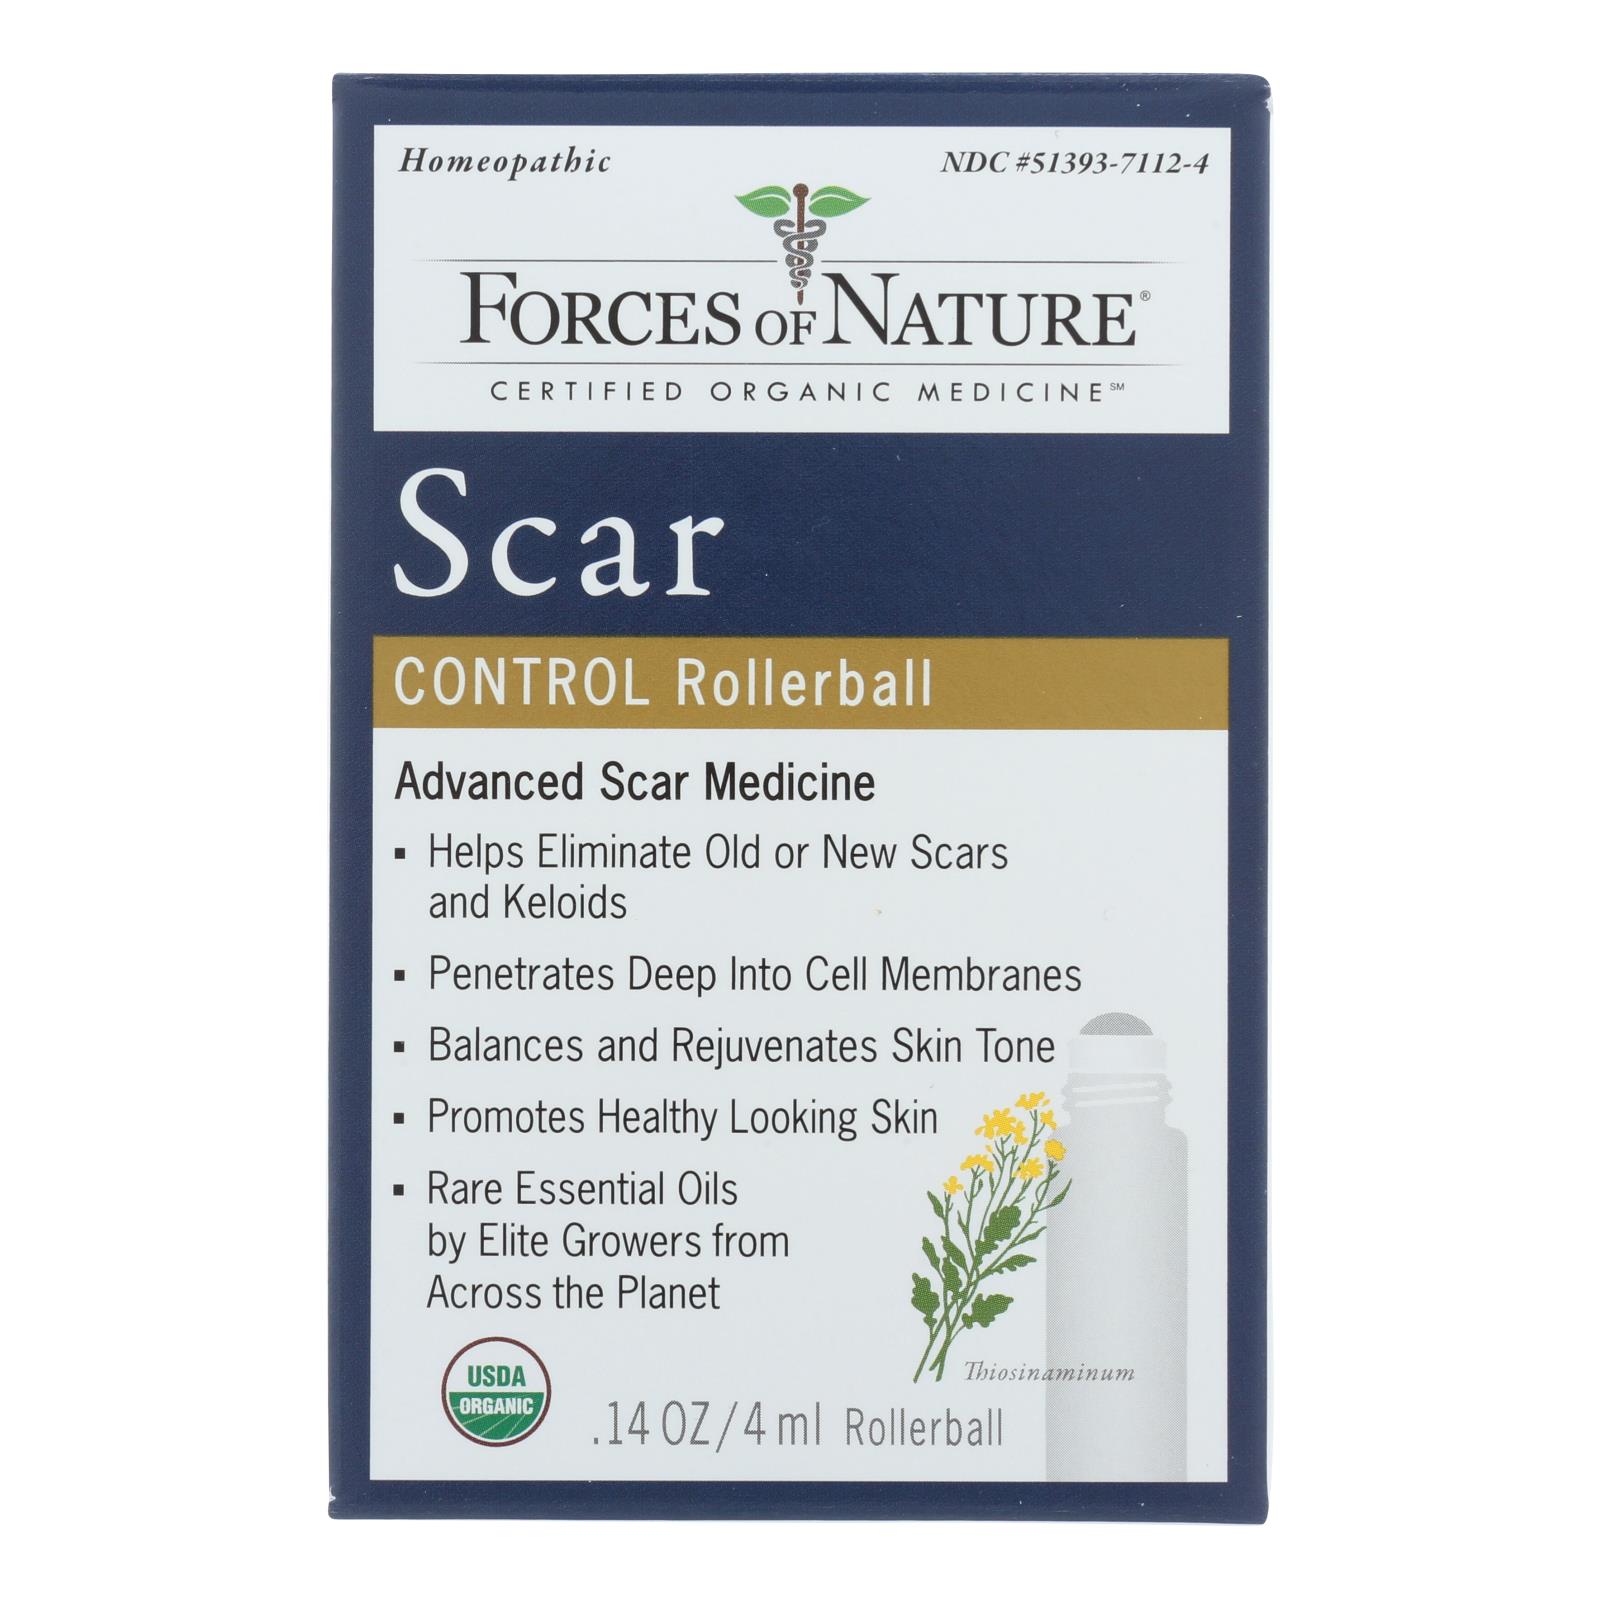 Homeopathic
NDC #51393-7112-4
FORCES OF NATURE®
CERTIFIED ORGANIC MEDICINE℠
Scar
CONTROL Rollerball
Advanced Scar Medicine
▪ Helps Eliminate Old or New Scars
and Keloids
▪ Penetrates Deep Into Cell Membranes
▪ Balances and Rejuvenates Skin Tone
▪ Promotes Healthy Looking Skin
▪ Rare Essential Oils
by Elite Growers from
Across the Planet
Thiosinaminum
USDA
ORGANIC
.14 OZ/4 ml Rollerball